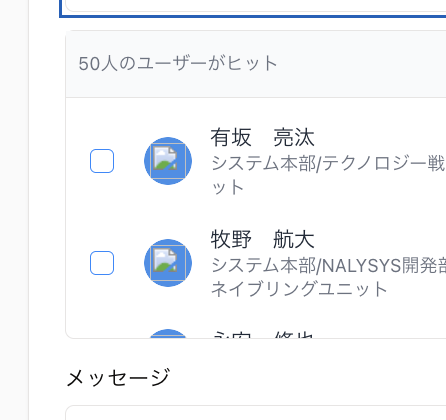 50人のユーザーがヒット
有坂　亮汰
システム本部/テクノロジー戦
ット
牧野　航大
システム本部/NALYSYS開発部
ネイブリングユニット
メッセージ